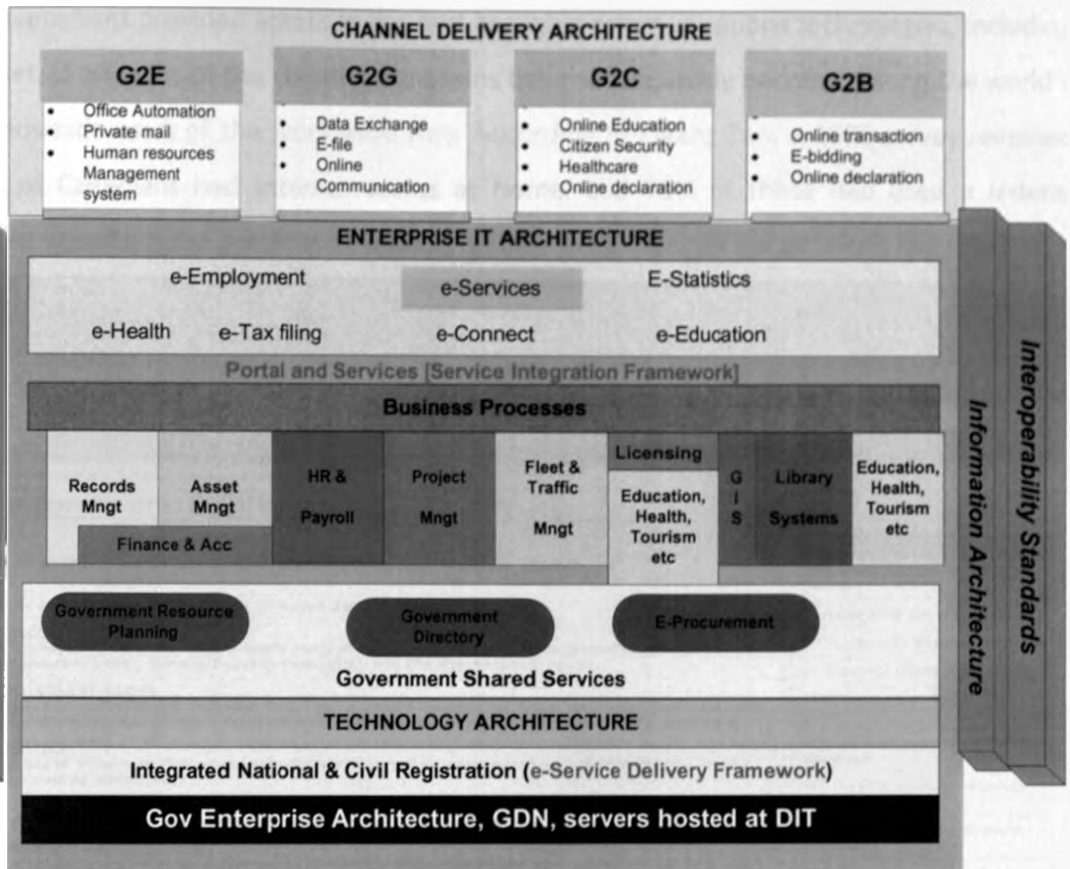 CHANNEL DELIVERY ARCHITECTURE
G2E
• Office Automation
• Private mail
• Human resources
Management
system
G2G
• Data Exchange
• E-file
• Online
• Communication
G2C
• Online Education
• Citizen Security
• Healthcare
• Online declaration
G2B
• Online transaction
• E-bidding
• Online declaration
ENTERPRISE IT ARCHITECTURE
e-Employment
e-Services
E-Statistics
e-Health
e-Tax filing
e-Connect
e-Education
Portal and Services [Service Integration Framework]
Business Processes
Records
Mngt
Asset
Mngt
Finance & Acc
HR &
Payroll
Project
Mngt
Fleet &
Traffic
Mngt
Licensing
Education,
Health,
Tourism
etc
G
I
S
Library
Systems
Education,
Health,
Tourism
etc
Government Resource
Planning
Government
Directory
E-Procurement
Government Shared Services
TECHNOLOGY ARCHITECTURE
Integrated National & Civil Registration (e-Service Delivery Framework)
Gov Enterprise Architecture, GDN, servers hosted at DIT
Information Architecture
Interoperability Standards